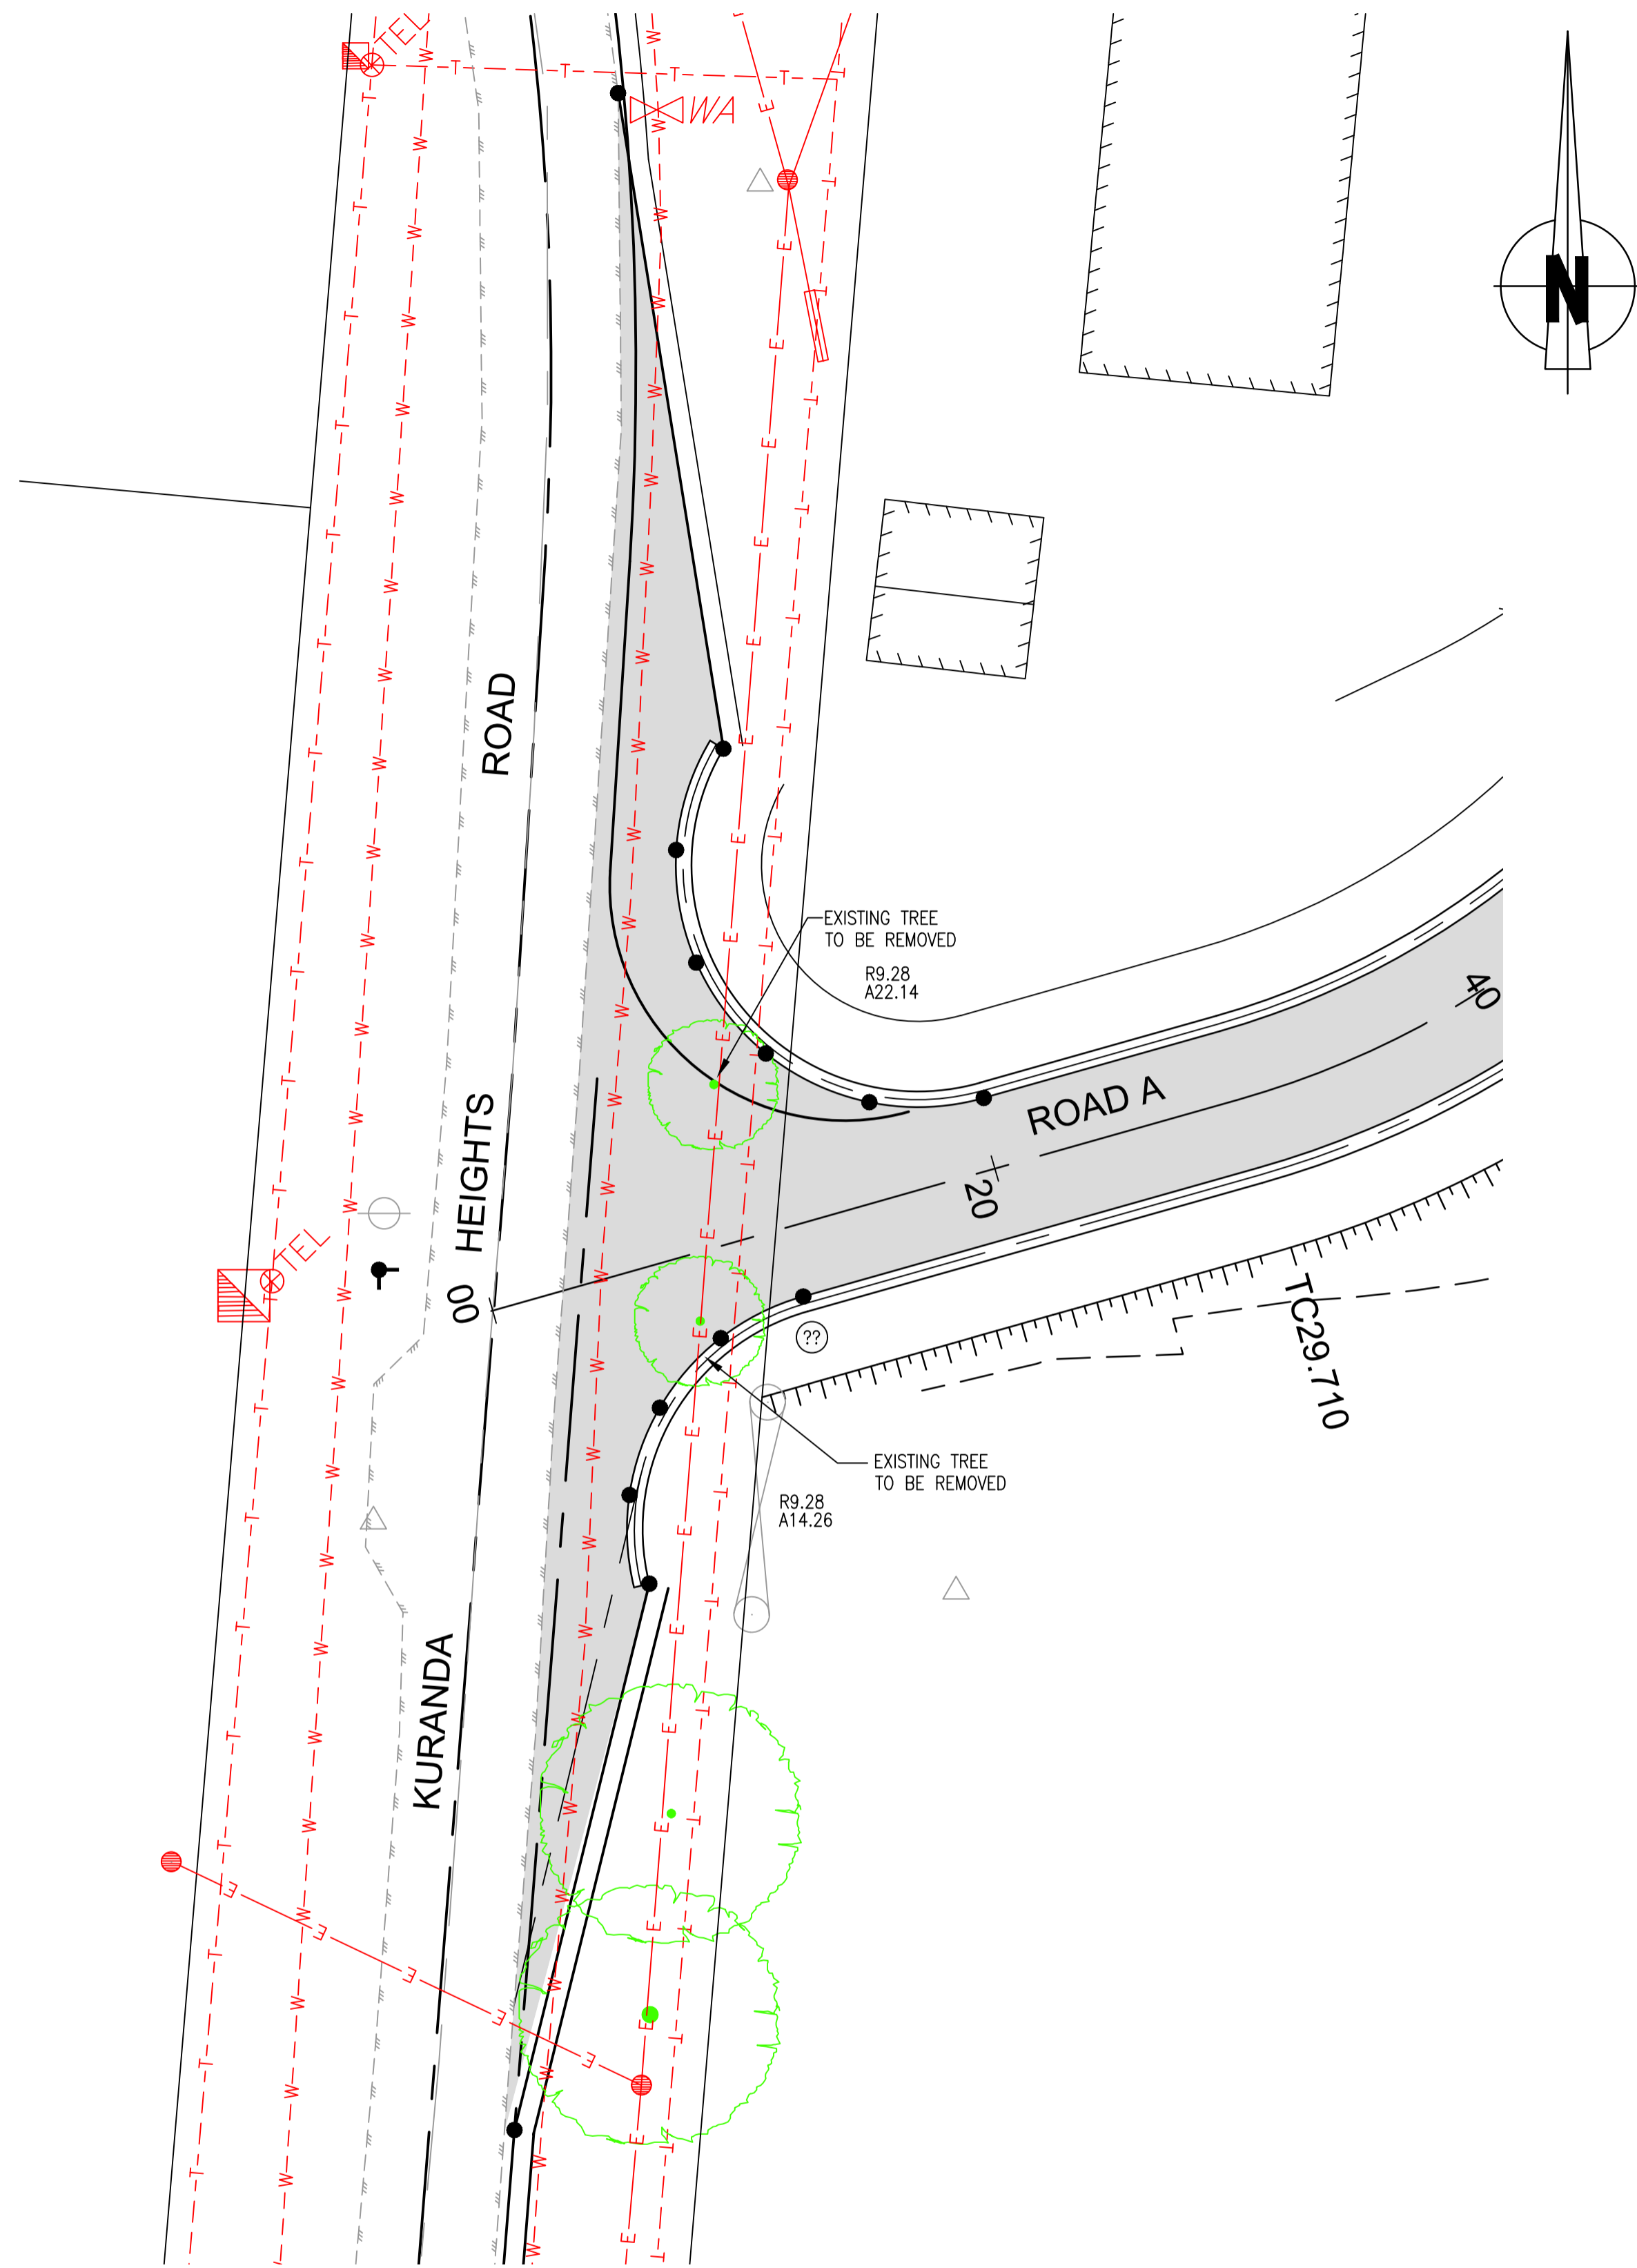 TEL
WA
N
ROAD
EXISTING TREE
TO BE REMOVED
R9.28
A22.14
40
ROAD A
20
HEIGHTS
TEL
00
??
TC29.710
EXISTING TREE
TO BE REMOVED
R9.28
A14.26
KURANDA